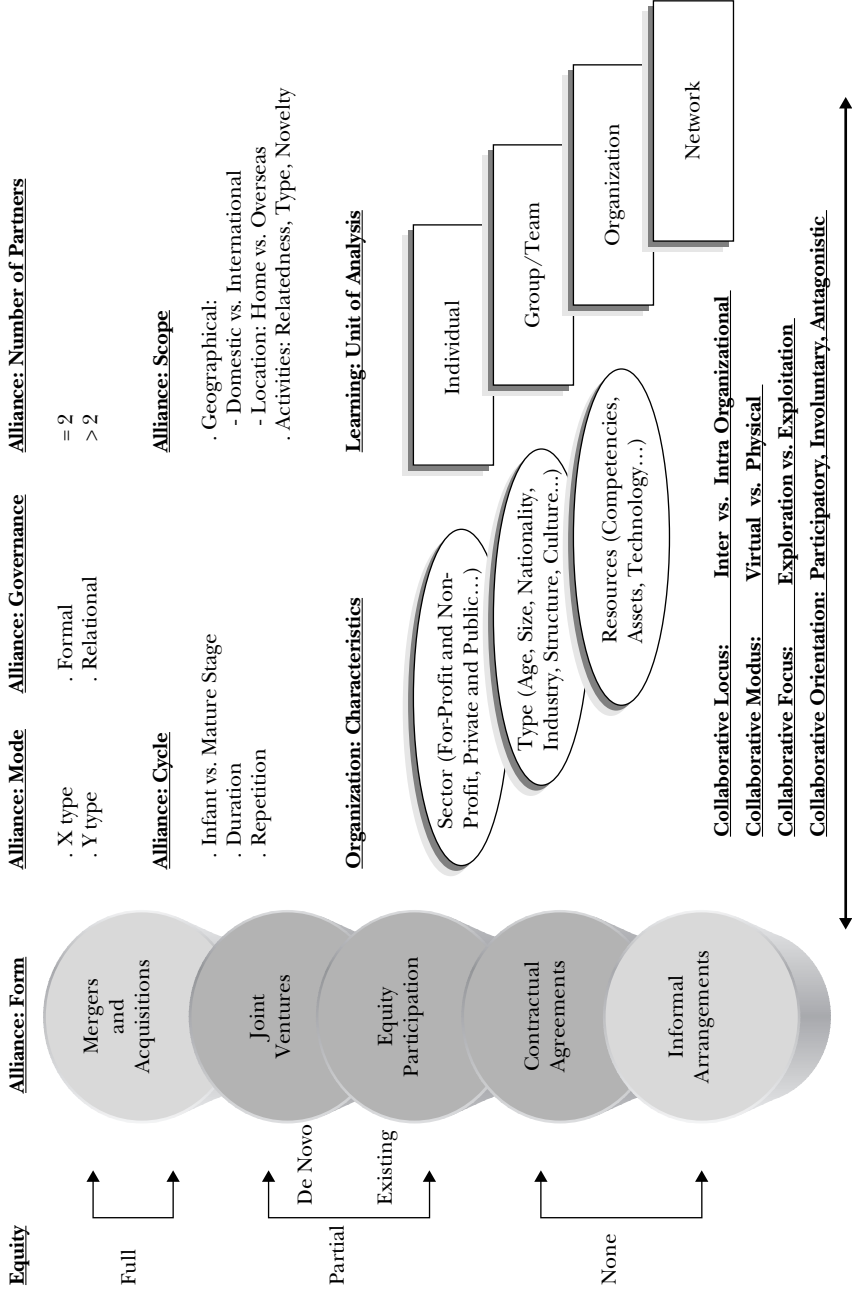 Equity
Full
Partial
De Novo
Existing
None
Alliance: Form
Mergers
and
Acquisitions
Joint
Ventures
Equity
Participation
Contractual
Agreements
Informal
Arrangements
Alliance: Mode
. X type
. Y type
Alliance: Governance
. Formal
. Relational
Alliance: Number of Partners
= 2
> 2
Alliance: Cycle
. Infant vs. Mature Stage
. Duration
. Repetition
Alliance: Scope
. Geographical:
- Domestic vs. International
- Location: Home vs. Overseas
. Activities: Relatedness, Type, Novelty
Organization: Characteristics
Sector (For-Profit and Non-
Profit, Private and Public...)
Type (Age, Size, Nationality,
Industry, Structure, Culture...)
Resources (Competencies,
Assets, Technology...)
Learning: Unit of Analysis
Individual
Group/Team
Organization
Network
Collaborative Locus: Inter vs. Intra Organizational
Collaborative Modus: Virtual vs. Physical
Collaborative Focus: Exploration vs. Exploitation
Collaborative Orientation: Participatory, Involuntary, Antagonistic